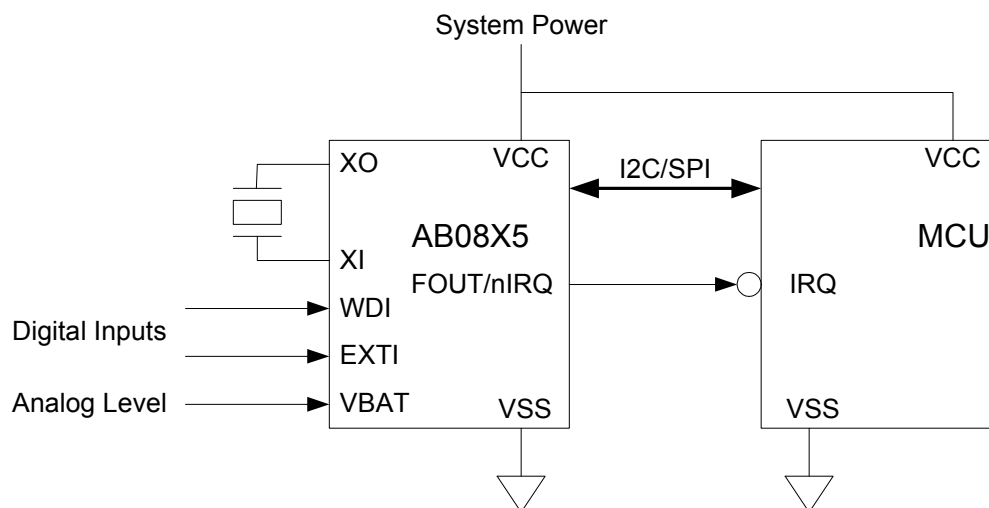 System Power
XO
VCC
I2C/SPI
VCC
AB08X5
MCU
XI
FOUT/nIRQ
IRQ
WDI
Digital Inputs
EXTI
Analog Level
VBAT
VSS
VSS